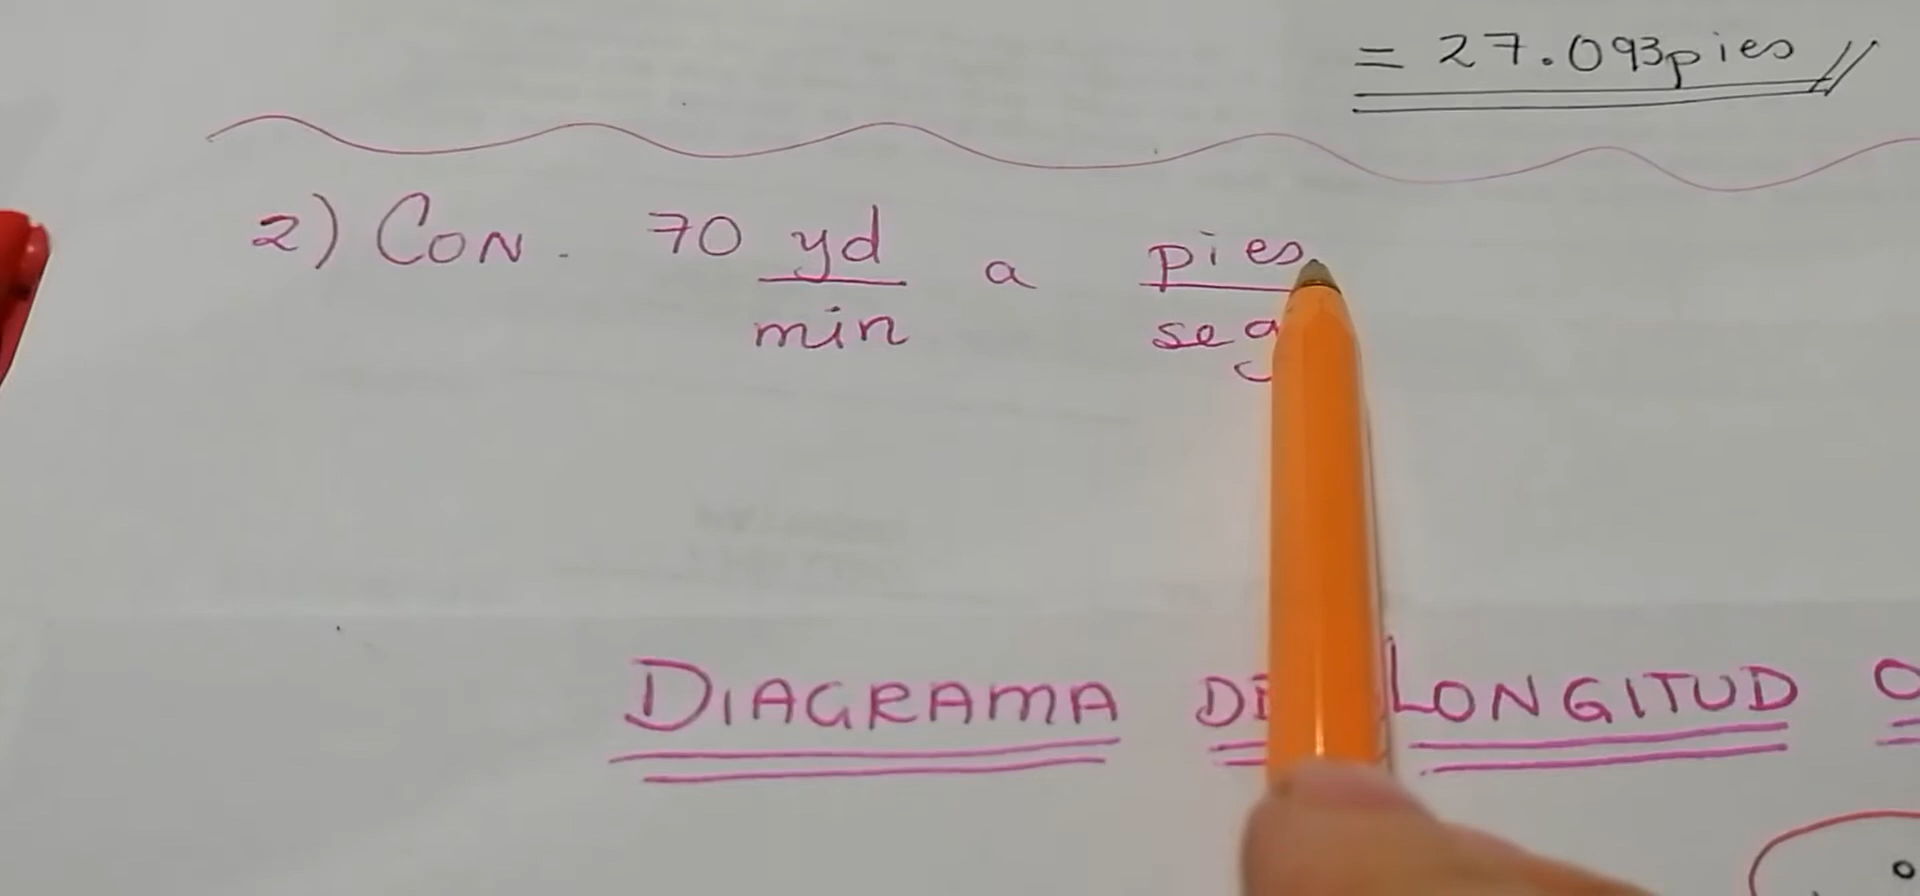 = 27.093pies //
2) CON. 70 yd a pies
min seg
DIAGRAMA DE LONGITUD